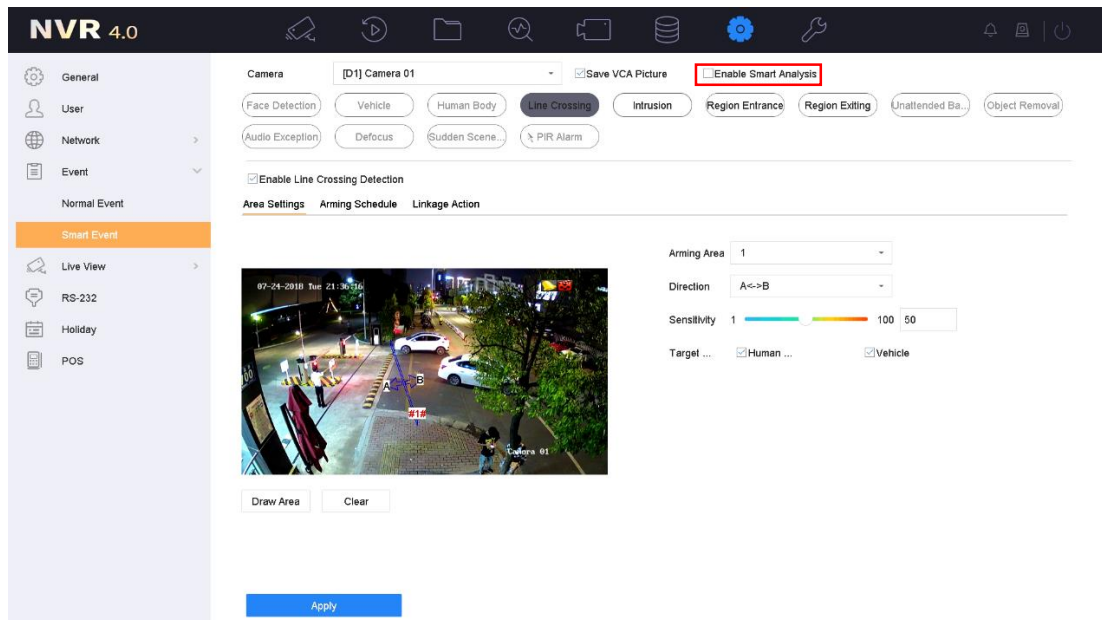 NVR 4.0
General
User
Network
Event
Normal Event
Smart Event
Live View
RS-232
Holiday
POS
Camera [D1] Camera 01 Save VCA Picture Enable Smart Analysis
Face Detection Vehicle Human Body Line Crossing Intrusion Region Entrance Region Exiting Unattended Ba... Object Removal
Audio Exception Defocus Sudden Scene... PIR Alarm
Enable Line Crossing Detection
Area Settings Arming Schedule Linkage Action
07-24-2018 Tue 21:36:16
A B
#1#
Camera 01
Draw Area Clear
Arming Area 1
Direction A<->B
Sensitivity 1 100 50
Target ... Human ... Vehicle
Apply